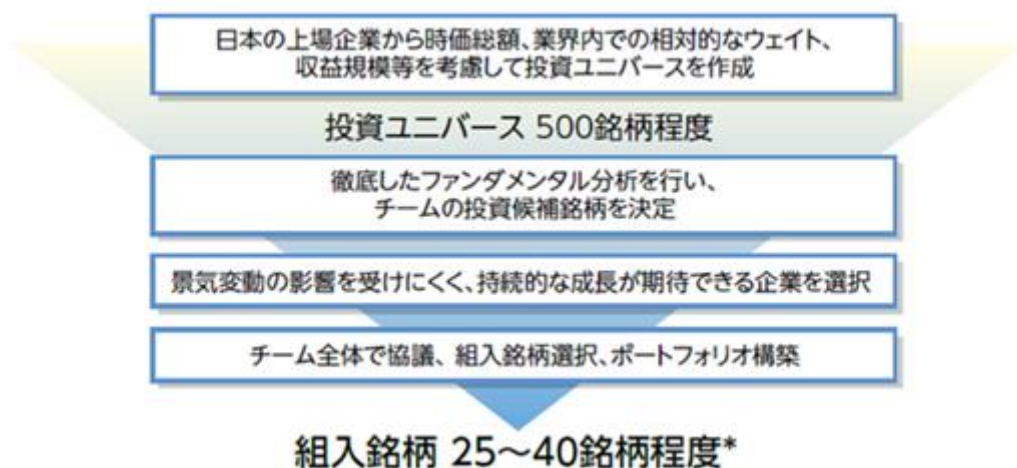 日本の上場企業から時価総額、業界内での相対的なウェイト、
収益規模等を考慮して投資ユニバースを作成
投資ユニバース 500銘柄程度
徹底したファンダメンタル分析を行い、
チームの投資候補銘柄を決定
景気変動の影響を受けにくく、持続的な成長が期待できる企業を選択
チーム全体で協議、組入銘柄選択、ポートフォリオ構築
組入銘柄 25～40銘柄程度*